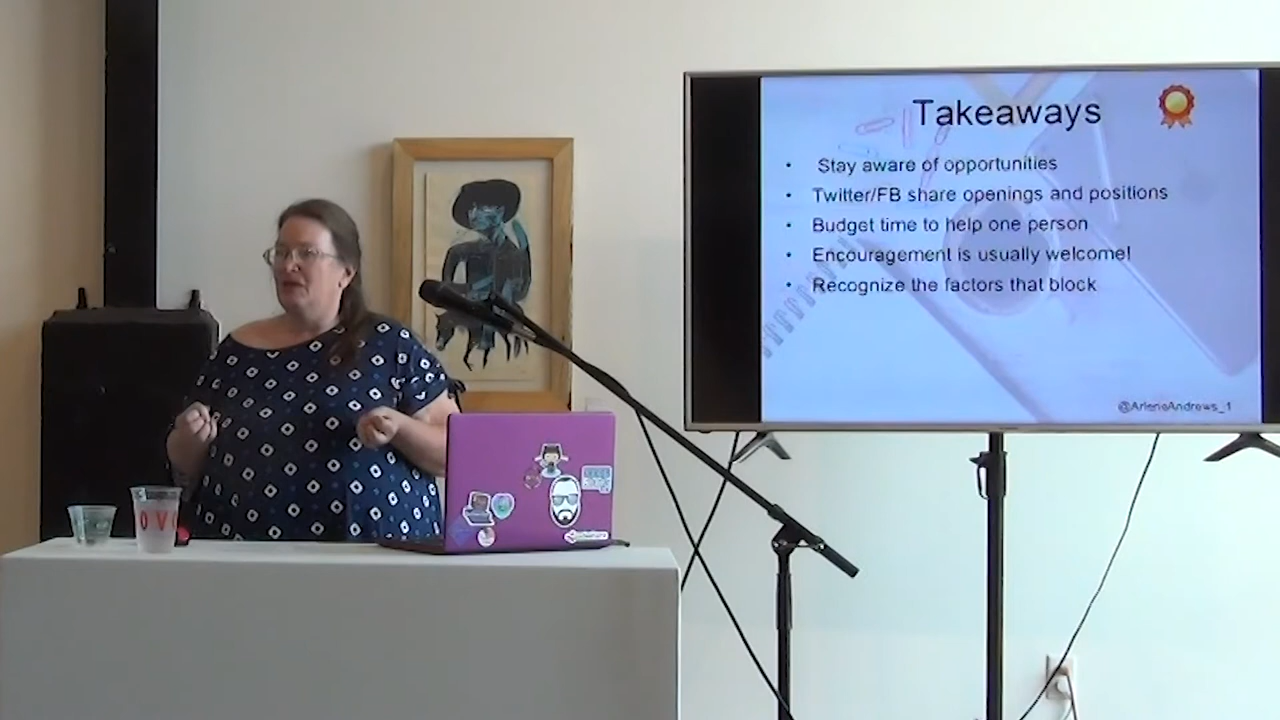 Takeaways
• Stay aware of opportunities
• Twitter/FB share openings and positions
• Budget time to help one person
• Encouragement is usually welcome!
• Recognize the factors that block
@ArleneAndrews_1
OVO